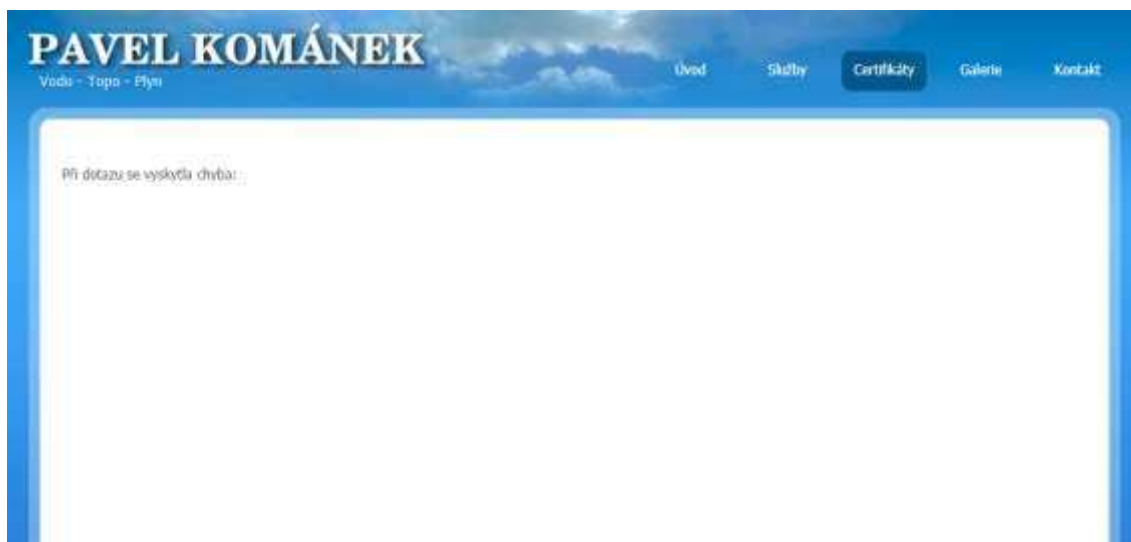 PAVEL KOMÁNEK
Voda - Topo - Plyn
Úvod Služby Certifikáty Galerie Kontakt
Při dotazu se vyskytla chyba: